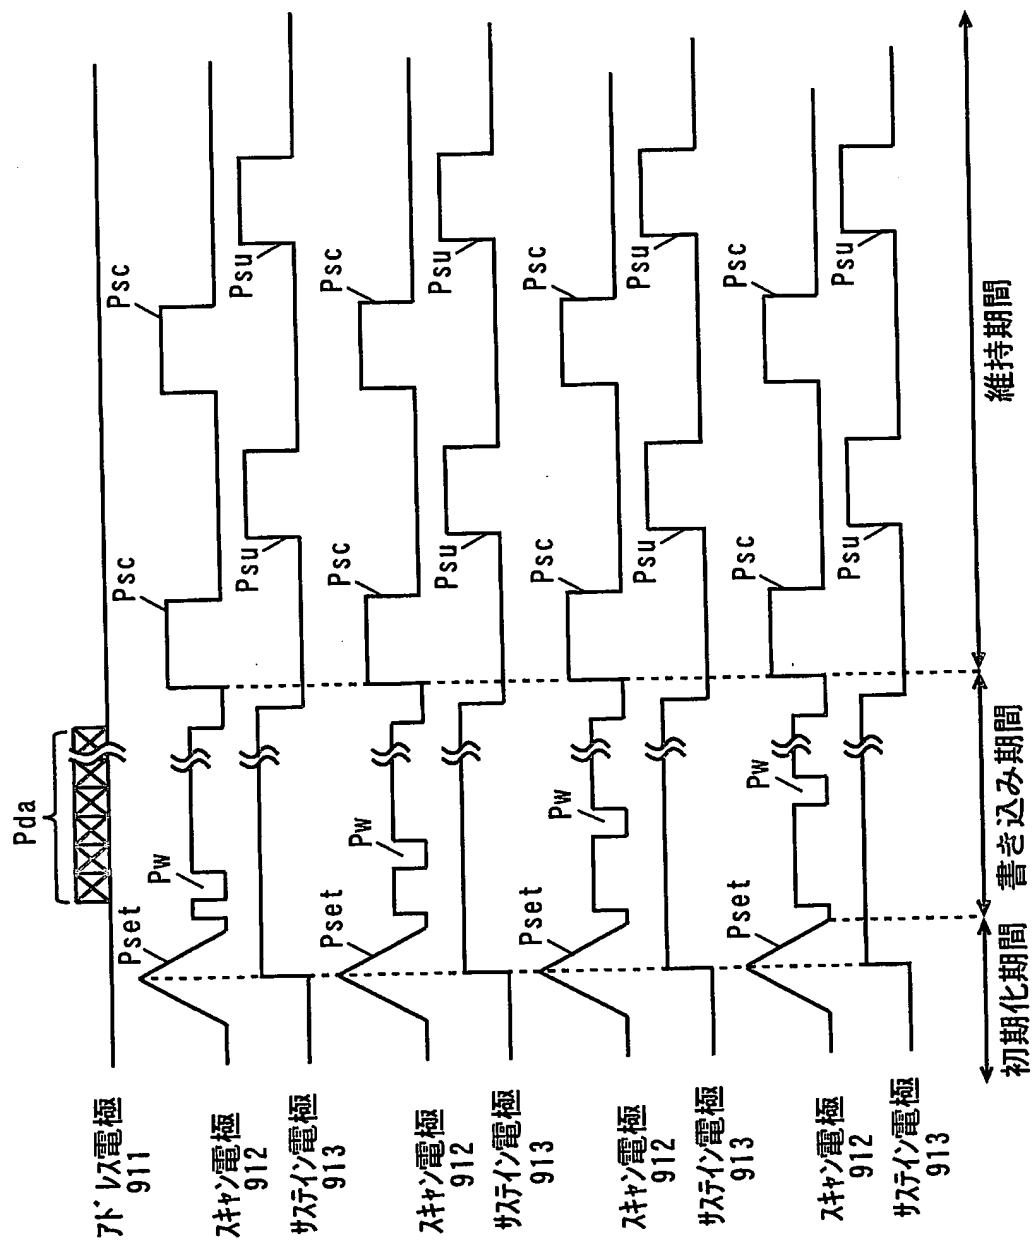 Pda
アドレス電極
911
Pset
Pw
Psc
Psc
スキャン電極
912
Psu
Psu
サステイン電極
913
Pset
Pw
Psc
Psc
スキャン電極
912
Psu
Psu
サステイン電極
913
Pset
Pw
Psc
Psc
スキャン電極
912
Psu
Psu
サステイン電極
913
Pset
Pw
Psc
Psc
スキャン電極
912
Psu
Psu
サステイン電極
913
初期化期間
書き込み期間
維持期間